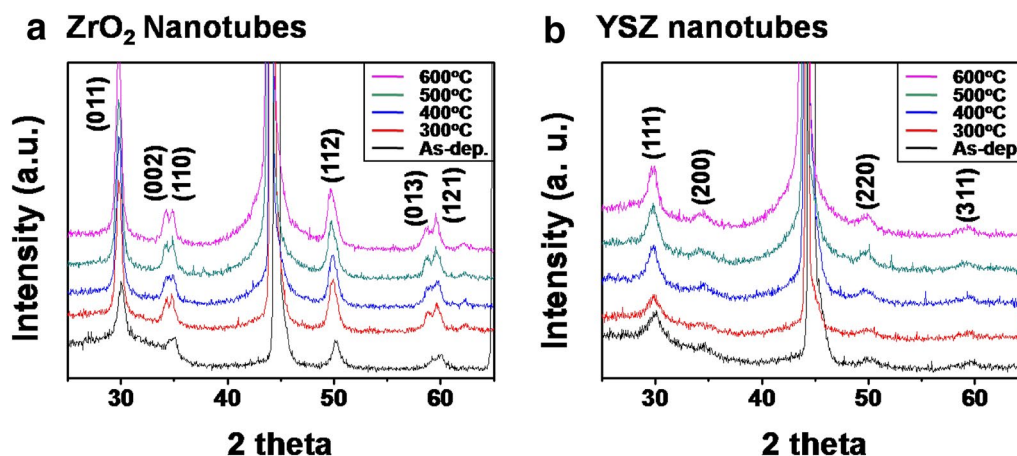 a ZrO₂ Nanotubes
Intensity (a.u.)
(011)
(002)
(110)
(112)
(013)
(121)
600°C
500°C
400°C
300°C
As-dep.
30 40 50 60
2 theta
b YSZ nanotubes
Intensity (a. u.)
(111)
(200)
(220)
(311)
600°C
500°C
400°C
300°C
As-dep.
30 40 50 60
2 theta